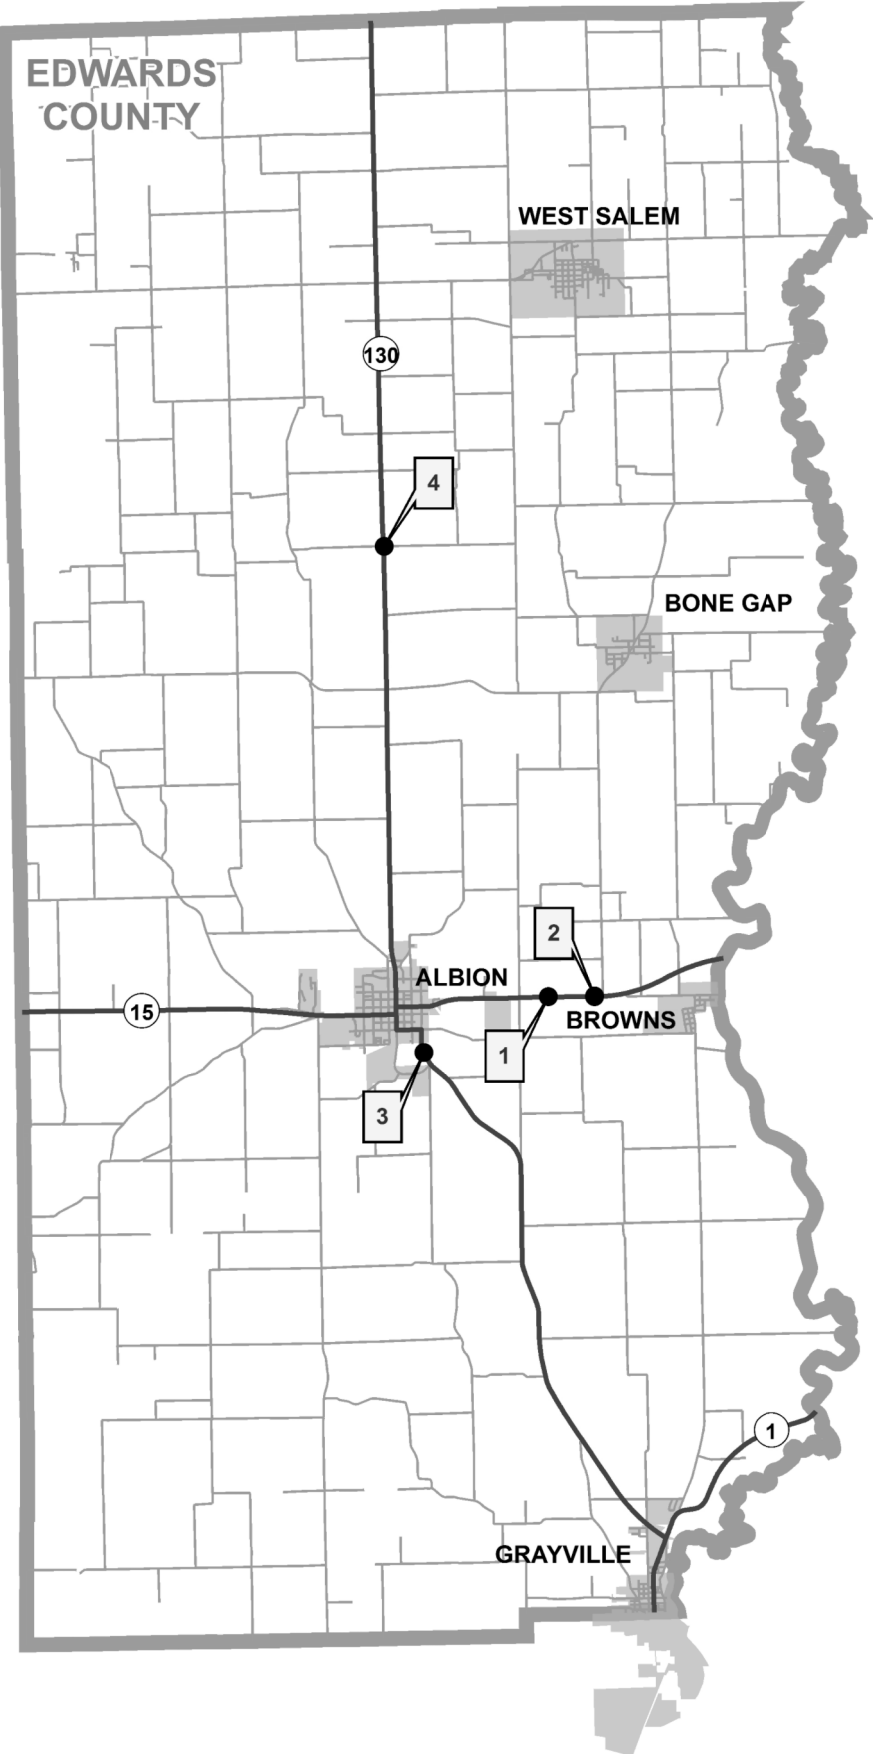 EDWARDS
COUNTY
WEST SALEM
130
4
BONE GAP
2
ALBION
15
BROWNS
1
3
1
GRAYVILLE